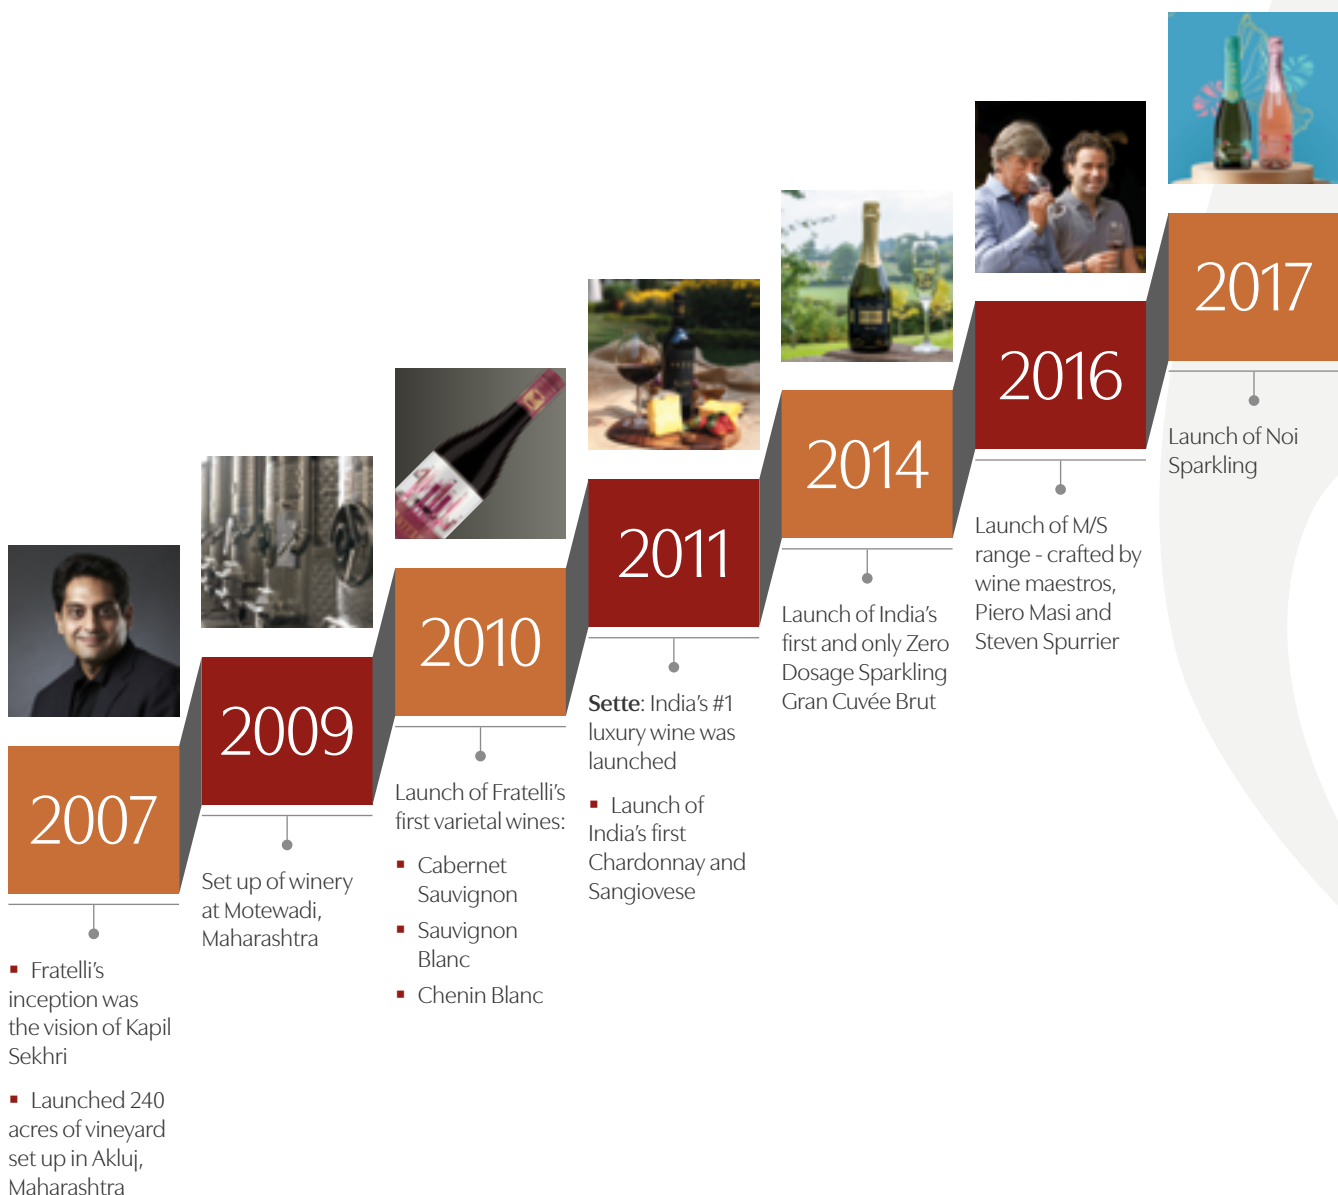 2007
▪ Fratelli's
inception was
the vision of Kapil
Sekhri
▪ Launched 240
acres of vineyard
set up in Akluj,
Maharashtra
2009
Set up of winery
at Motewadi,
Maharashtra
2010
Launch of Fratelli's
first varietal wines:
▪ Cabernet
Sauvignon
▪ Sauvignon
Blanc
▪ Chenin Blanc
2011
Sette: India's #1
luxury wine was
launched
▪ Launch of
India's first
Chardonnay and
Sangiovese
2014
Launch of India's
first and only Zero
Dosage Sparkling
Gran Cuvée Brut
2016
Launch of M/S
range - crafted by
wine maestros,
Piero Masi and
Steven Spurrier
2017
Launch of Noi
Sparkling